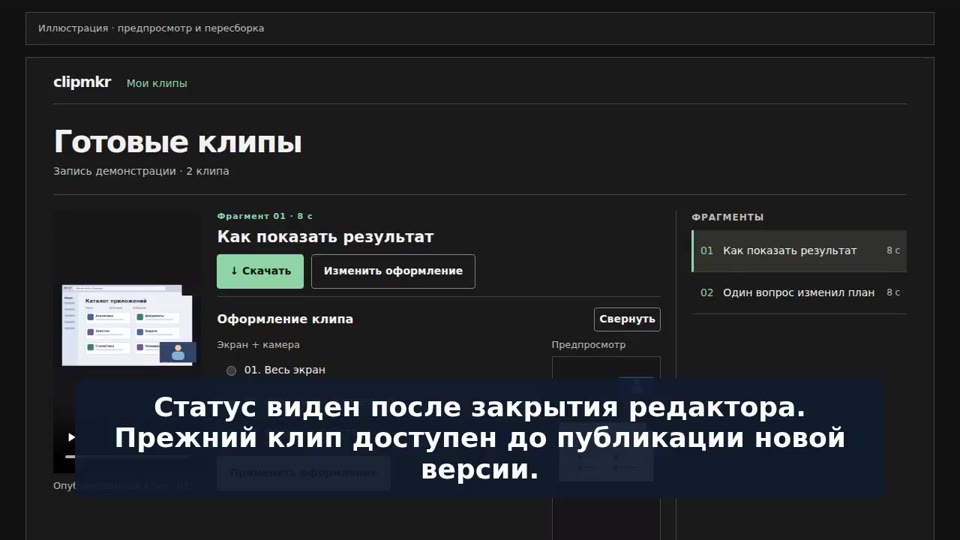 Иллюстрация · предпросмотр и пересборка
clipmkr Мои клипы
Готовые клипы
Запись демонстрации · 2 клипа
Фрагмент 01 · 8 с
Как показать результат
↓ Скачать Изменить оформление
Оформление клипа Свернуть
Экран + камера Предпросмотр
01. Весь экран
ФРАГМЕНТЫ
01 Как показать результат 8 с
02 Один вопрос изменил план 8 с
Каталог приложений
Статус виден после закрытия редактора.
Прежний клип доступен до публикации новой
версии.
Применить оформление